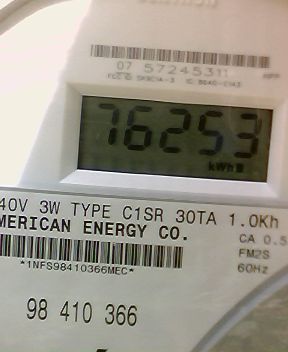 07 57245311
76253
kWh
40V 3W TYPE C1SR 30TA 1.0Kh
MERICAN ENERGY CO.
CA 0.5
FM2S
60Hz
*1NFS98410366MEC*
98 410 366